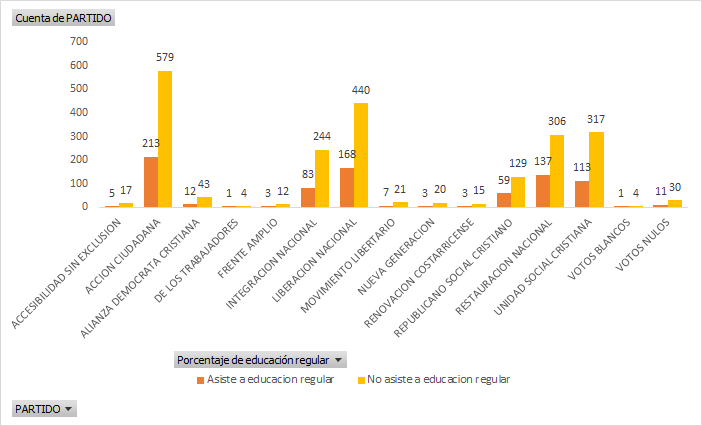 Cuenta de PARTIDO
700
600
500
400
300
200
100
0
5 17
213 579
12 43
1 4
3 12
83 244
168 440
7 21
3 20
3 15
59 129
137 306
113 317
1 4
11 30
ACCESIBILIDAD SIN EXCLUSION
ACCION CIUDADANA
ALIANZA DEMOCRATA CRISTIANA
DE LOS TRABAJADORES
FRENTE AMPLIO
INTEGRACION NACIONAL
LIBERACION NACIONAL
MOVIMIENTO LIBERTARIO
NUEVA GENERACION
RENOVACION COSTARRICENSE
REPUBLICANO SOCIAL CRISTIANO
RESTAURACION NACIONAL
UNIDAD SOCIAL CRISTIANA
VOTOS BLANCOS
VOTOS NULOS
Porcentaje de educación regular
Asiste a educacion regular
No asiste a educacion regular
PARTIDO